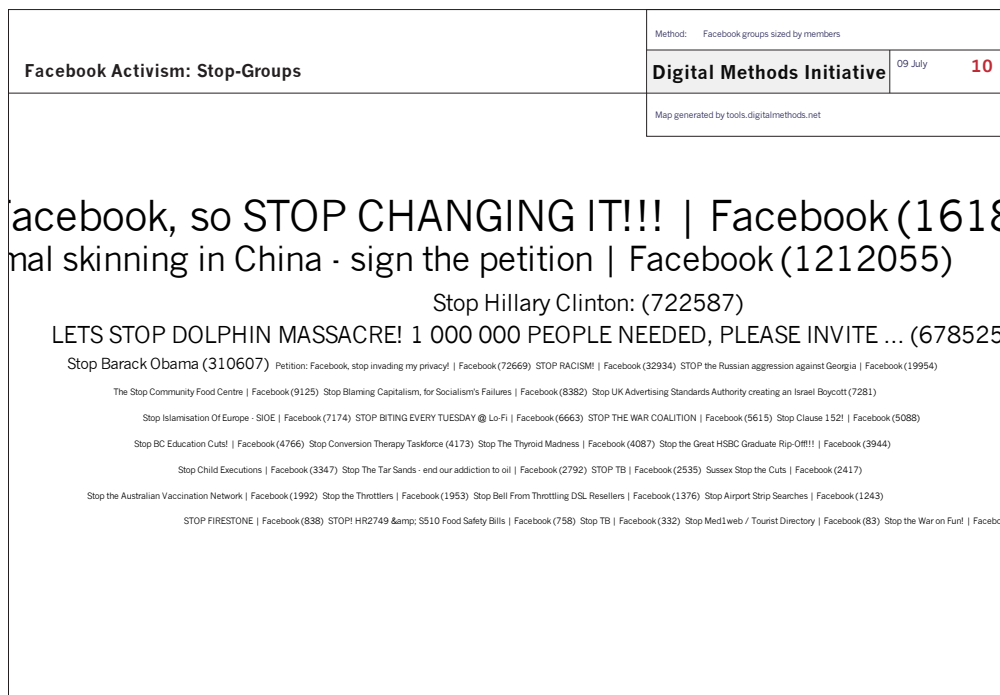 Method: Facebook groups sized by members
Facebook Activism: Stop-Groups
Digital Methods Initiative
09 July
10
Map generated by tools.digitalmethods.net
acebook, so STOP CHANGING IT!!! | Facebook (1618
mal skinning in China - sign the petition | Facebook (1212055)
Stop Hillary Clinton: (722587)
LETS STOP DOLPHIN MASSACRE! 1 000 000 PEOPLE NEEDED, PLEASE INVITE ... (678525
Stop Barack Obama (310607) Petition: Facebook, stop invading my privacy! | Facebook (72669) STOP RACISM! | Facebook (32934) STOP the Russian aggression against Georgia | Facebook (19954)
The Stop Community Food Centre | Facebook (9125) Stop Blaming Capitalism, for Socialism's Failures | Facebook (8382) Stop UK Advertising Standards Authority creating an Israel Boycott (7281)
Stop Islamisation Of Europe - SIOE | Facebook (7174) STOP BITING EVERY TUESDAY @ Lo-Fi | Facebook (6663) STOP THE WAR COALITION | Facebook (5615) Stop Clause 152! | Facebook (5088)
Stop BC Education Cuts! | Facebook (4766) Stop Conversion Therapy Taskforce (4173) Stop The Thyroid Madness | Facebook (4087) Stop the Great HSBC Graduate Rip-Off!!! | Facebook (3944)
Stop Child Executions | Facebook (3347) Stop The Tar Sands - end our addiction to oil | Facebook (2792) STOP TB | Facebook (2535) Sussex Stop the Cuts | Facebook (2417)
Stop the Australian Vaccination Network | Facebook (1992) Stop the Throttlers | Facebook (1953) Stop Bell From Throttling DSL Resellers | Facebook (1376) Stop Airport Strip Searches | Facebook (1243)
STOP FIRESTONE | Facebook (838) STOP! HR2749 &amp; S510 Food Safety Bills | Facebook (758) Stop TB | Facebook (332) Stop Med1web / Tourist Directory | Facebook (83) Stop the War on Fun! | Facebo